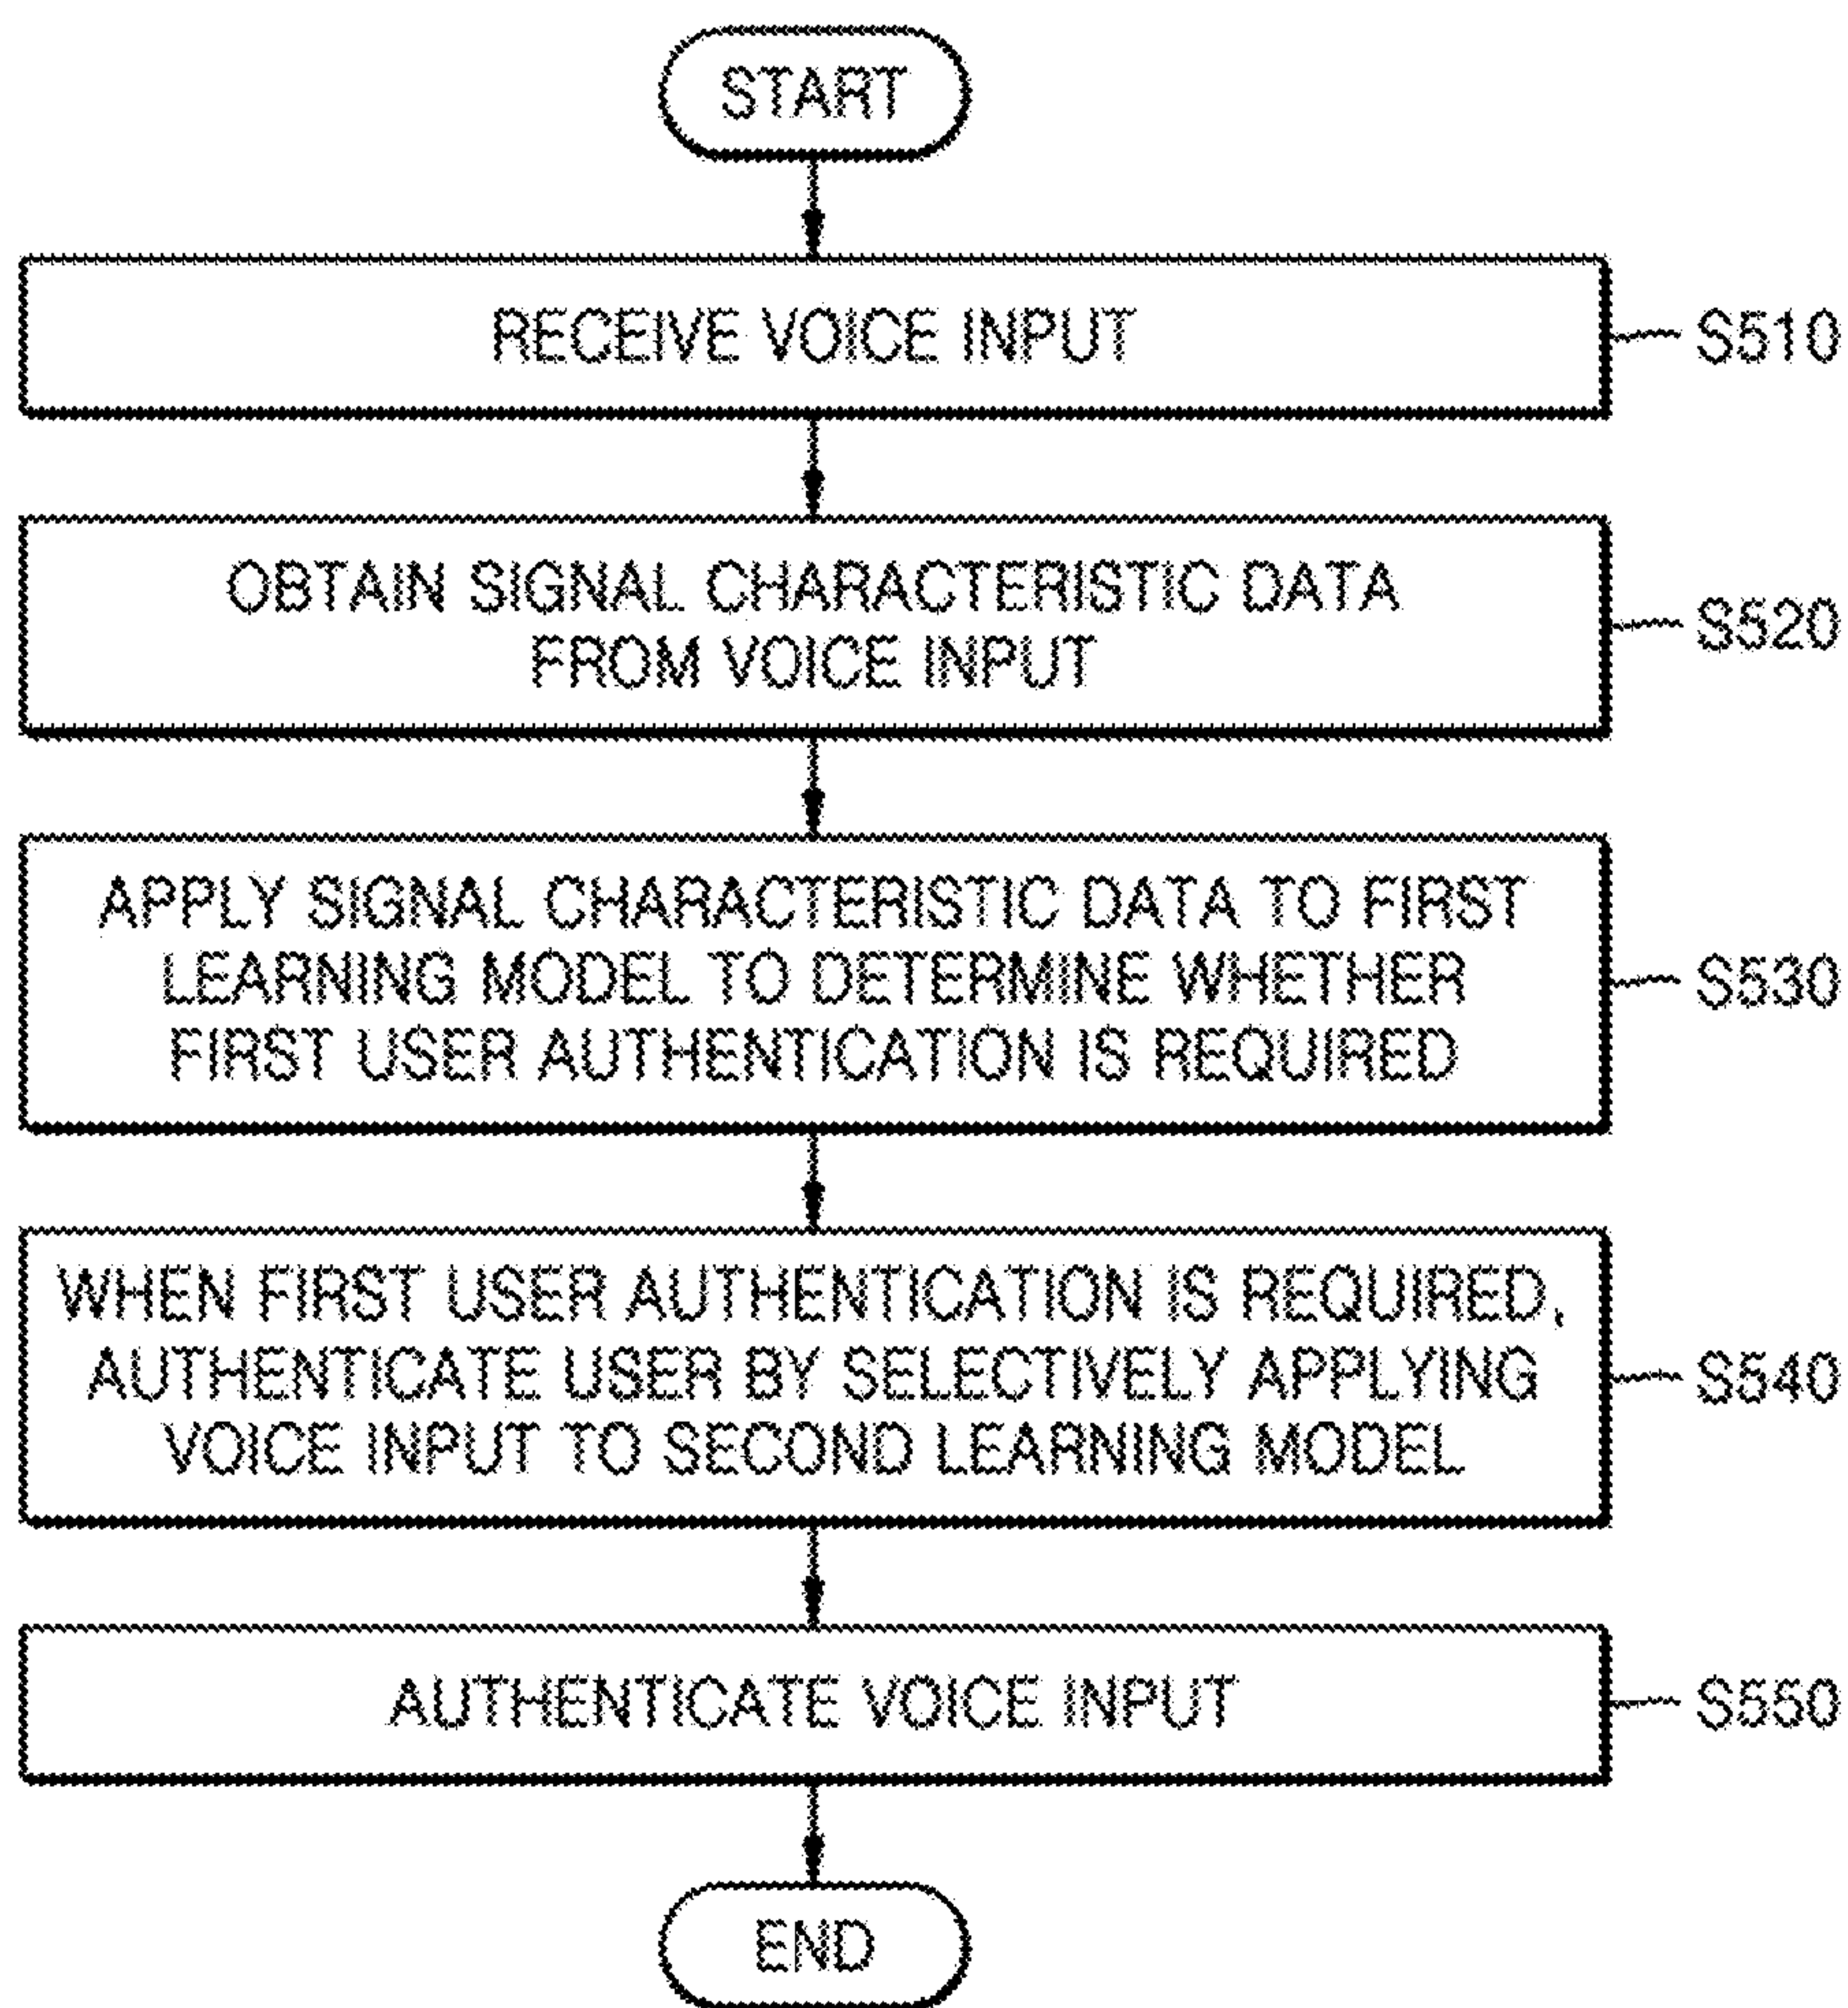 START
RECEIVE VOICE INPUT
S510
OBTAIN SIGNAL CHARACTERISTIC DATA
FROM VOICE INPUT
S520
APPLY SIGNAL CHARACTERISTIC DATA TO FIRST
LEARNING MODEL TO DETERMINE WHETHER
FIRST USER AUTHENTICATION IS REQUIRED
S530
WHEN FIRST USER AUTHENTICATION IS REQUIRED,
AUTHENTICATE USER BY SELECTIVELY APPLYING
VOICE INPUT TO SECOND LEARNING MODEL
S540
AUTHENTICATE VOICE INPUT
S550
END